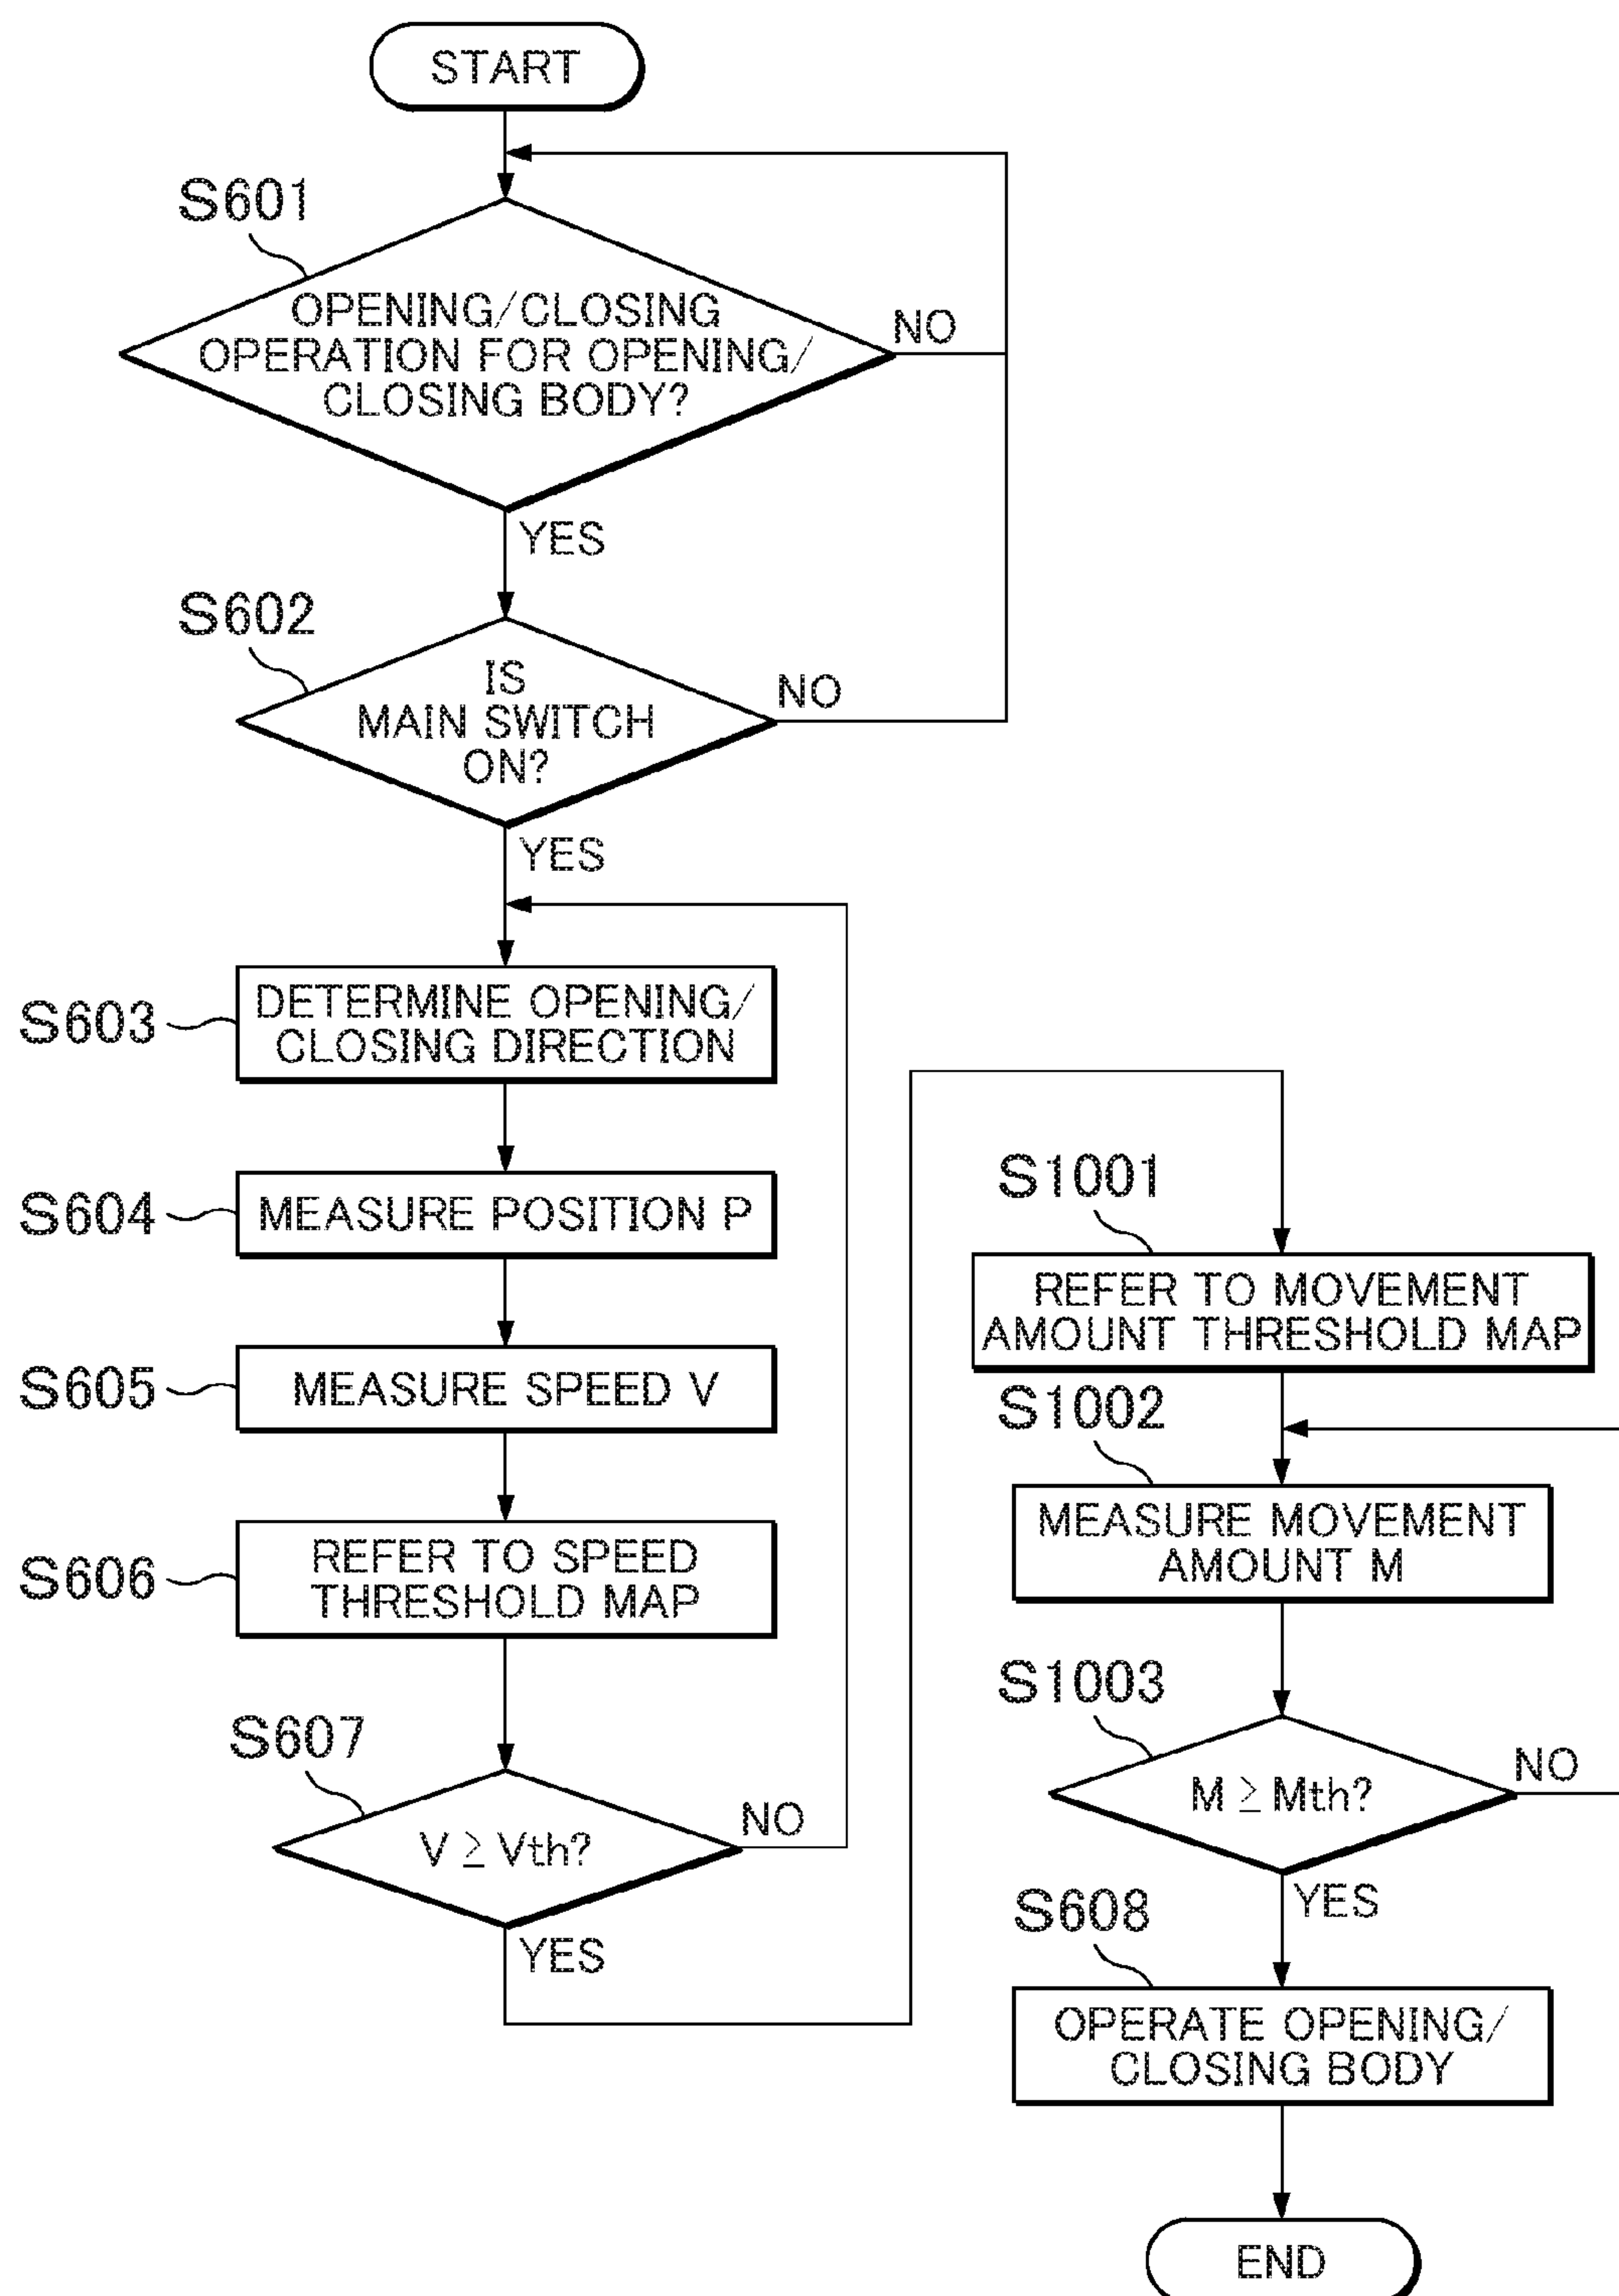 START
S601
OPENING/CLOSING
OPERATION FOR OPENING/
CLOSING BODY?
NO
YES
S602
IS
MAIN SWITCH
ON?
NO
YES
S603
DETERMINE OPENING/
CLOSING DIRECTION
S604
MEASURE POSITION P
S605
MEASURE SPEED V
S606
REFER TO SPEED
THRESHOLD MAP
S607
V ≥ Vth?
NO
YES
S1001
REFER TO MOVEMENT
AMOUNT THRESHOLD MAP
S1002
MEASURE MOVEMENT
AMOUNT M
S1003
M ≥ Mth?
NO
YES
S608
OPERATE OPENING/
CLOSING BODY
END